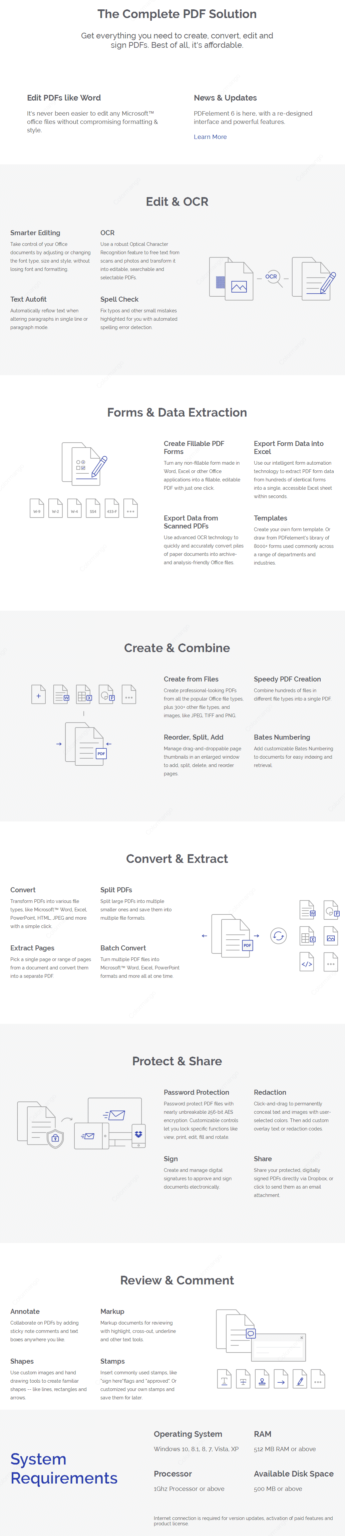 The Complete PDF Solution
Get everything you need to create, convert, edit and
sign PDFs. Best of all, it's affordable.
Edit PDFs like Word
It's never been easier to edit any Microsoft™
office files without compromising formatting &
style.
News & Updates
PDFelement 6 is here, with a re-designed
interface and powerful features.
Learn More
Edit & OCR
Smarter Editing
Take control of your Office
documents by adjusting or changing
the font type, size and style, without
losing font and formatting.
OCR
Use a robust Optical Character
Recognition feature to free text from
scans and photos and transform it
into editable, searchable and
selectable PDFs.
Text Autofit
Automatically reflow text when
altering paragraphs in single line or
paragraph mode.
Spell Check
Fix typos and other small mistakes
highlighted for you with automated
spelling error detection
OCR
Forms & Data Extraction
Create Fillable PDF
Forms
Turn any non-fillable form made in
Word, Excel or other Office
applications into a fillable, editable
PDF with just one click.
Export Form Data Into
Excel
Use our intelligent form automation
technology to extract PDF form data
from hundreds of identical forms
into a single, accessible Excel sheet
within seconds.
Export Data from
Scanned PDFs
Use advanced OCR technology to
quickly and accurately convert piles
of paper documents into archive-
and analysis-friendly Office files.
Templates
Create your own form template. Or
draw from PDFelement's library of
8000+ forms used commonly across
a range of departments and
industries.
Create & Combine
Create from Files
Create professional-looking PDFs
from all the popular Office file types,
plus 300+ other file types, and
images, like JPEG, TIFF and PNG.
Speedy PDF Creation
Combine hundreds of files in
different file types into a single PDF
Reorder, Split, Add
Manage drag-and-droppable page
thumbnails in an enlarged window
to add, split, delete, and reorder
pages.
Bates Numbering
Add customizable Bates Numbering
to documents for easy indexing and
retrieval
PDF
Convert & Extract
Convert
Transform PDFs into various file
types, like Microsoft™ Word, Excel,
PowerPoint, HTML, JPEG and more
with a simple click.
Split PDFs
Split large PDFs into multiple
smaller ones and save them into
multiple file formats.
Extract Pages
Pick a single page or range of pages
from a document and convert them
into a separate PDF
Batch Convert
Turn multiple PDF files into
Microsoft™ Word, Excel, PowerPoint
formats and more all at one time
PDF
</>
Protect & Share
Password Protection
Password protect PDF files with
nearly unbreakable 256-bit AES
encryption. Customizable controls
let you lock specific functions like
view, print, edit, fill and rotate.
Redaction
Click-and-drag to permanently
conceal text and images with user-
selected colors. Then add custom
overlay text or redaction codes.
Sign
Create and manage digital
signatures to approve and sign
documents electronically.
Share
Share your protected, digitally
signed PDFs directly via Dropbox, or
click to send them as an email
attachment.
Review & Comment
Annotate
Collaborate on PDFs by adding
sticky note comments and text
boxes anywhere you like.
Markup
Markup documents for reviewing
with highlight, cross-out, underline
and other text tools.
Shapes
Use custom images and hand
drawing tools to create familiar
shapes -- like lines, rectangles and
arrows.
Stamps
Insert commonly used stamps, like
"sign here"flags and "approved". Or
customized your own stamps and
save them for later.
System
Requirements
Operating System
Windows 10, 8.1, 8, 7, Vista, XP
RAM
512 MB RAM or above
Processor
1Ghz Processor or above
Available Disk Space
500 MB or above
Internet connection is required for version updates, activation of paid features and
product license.